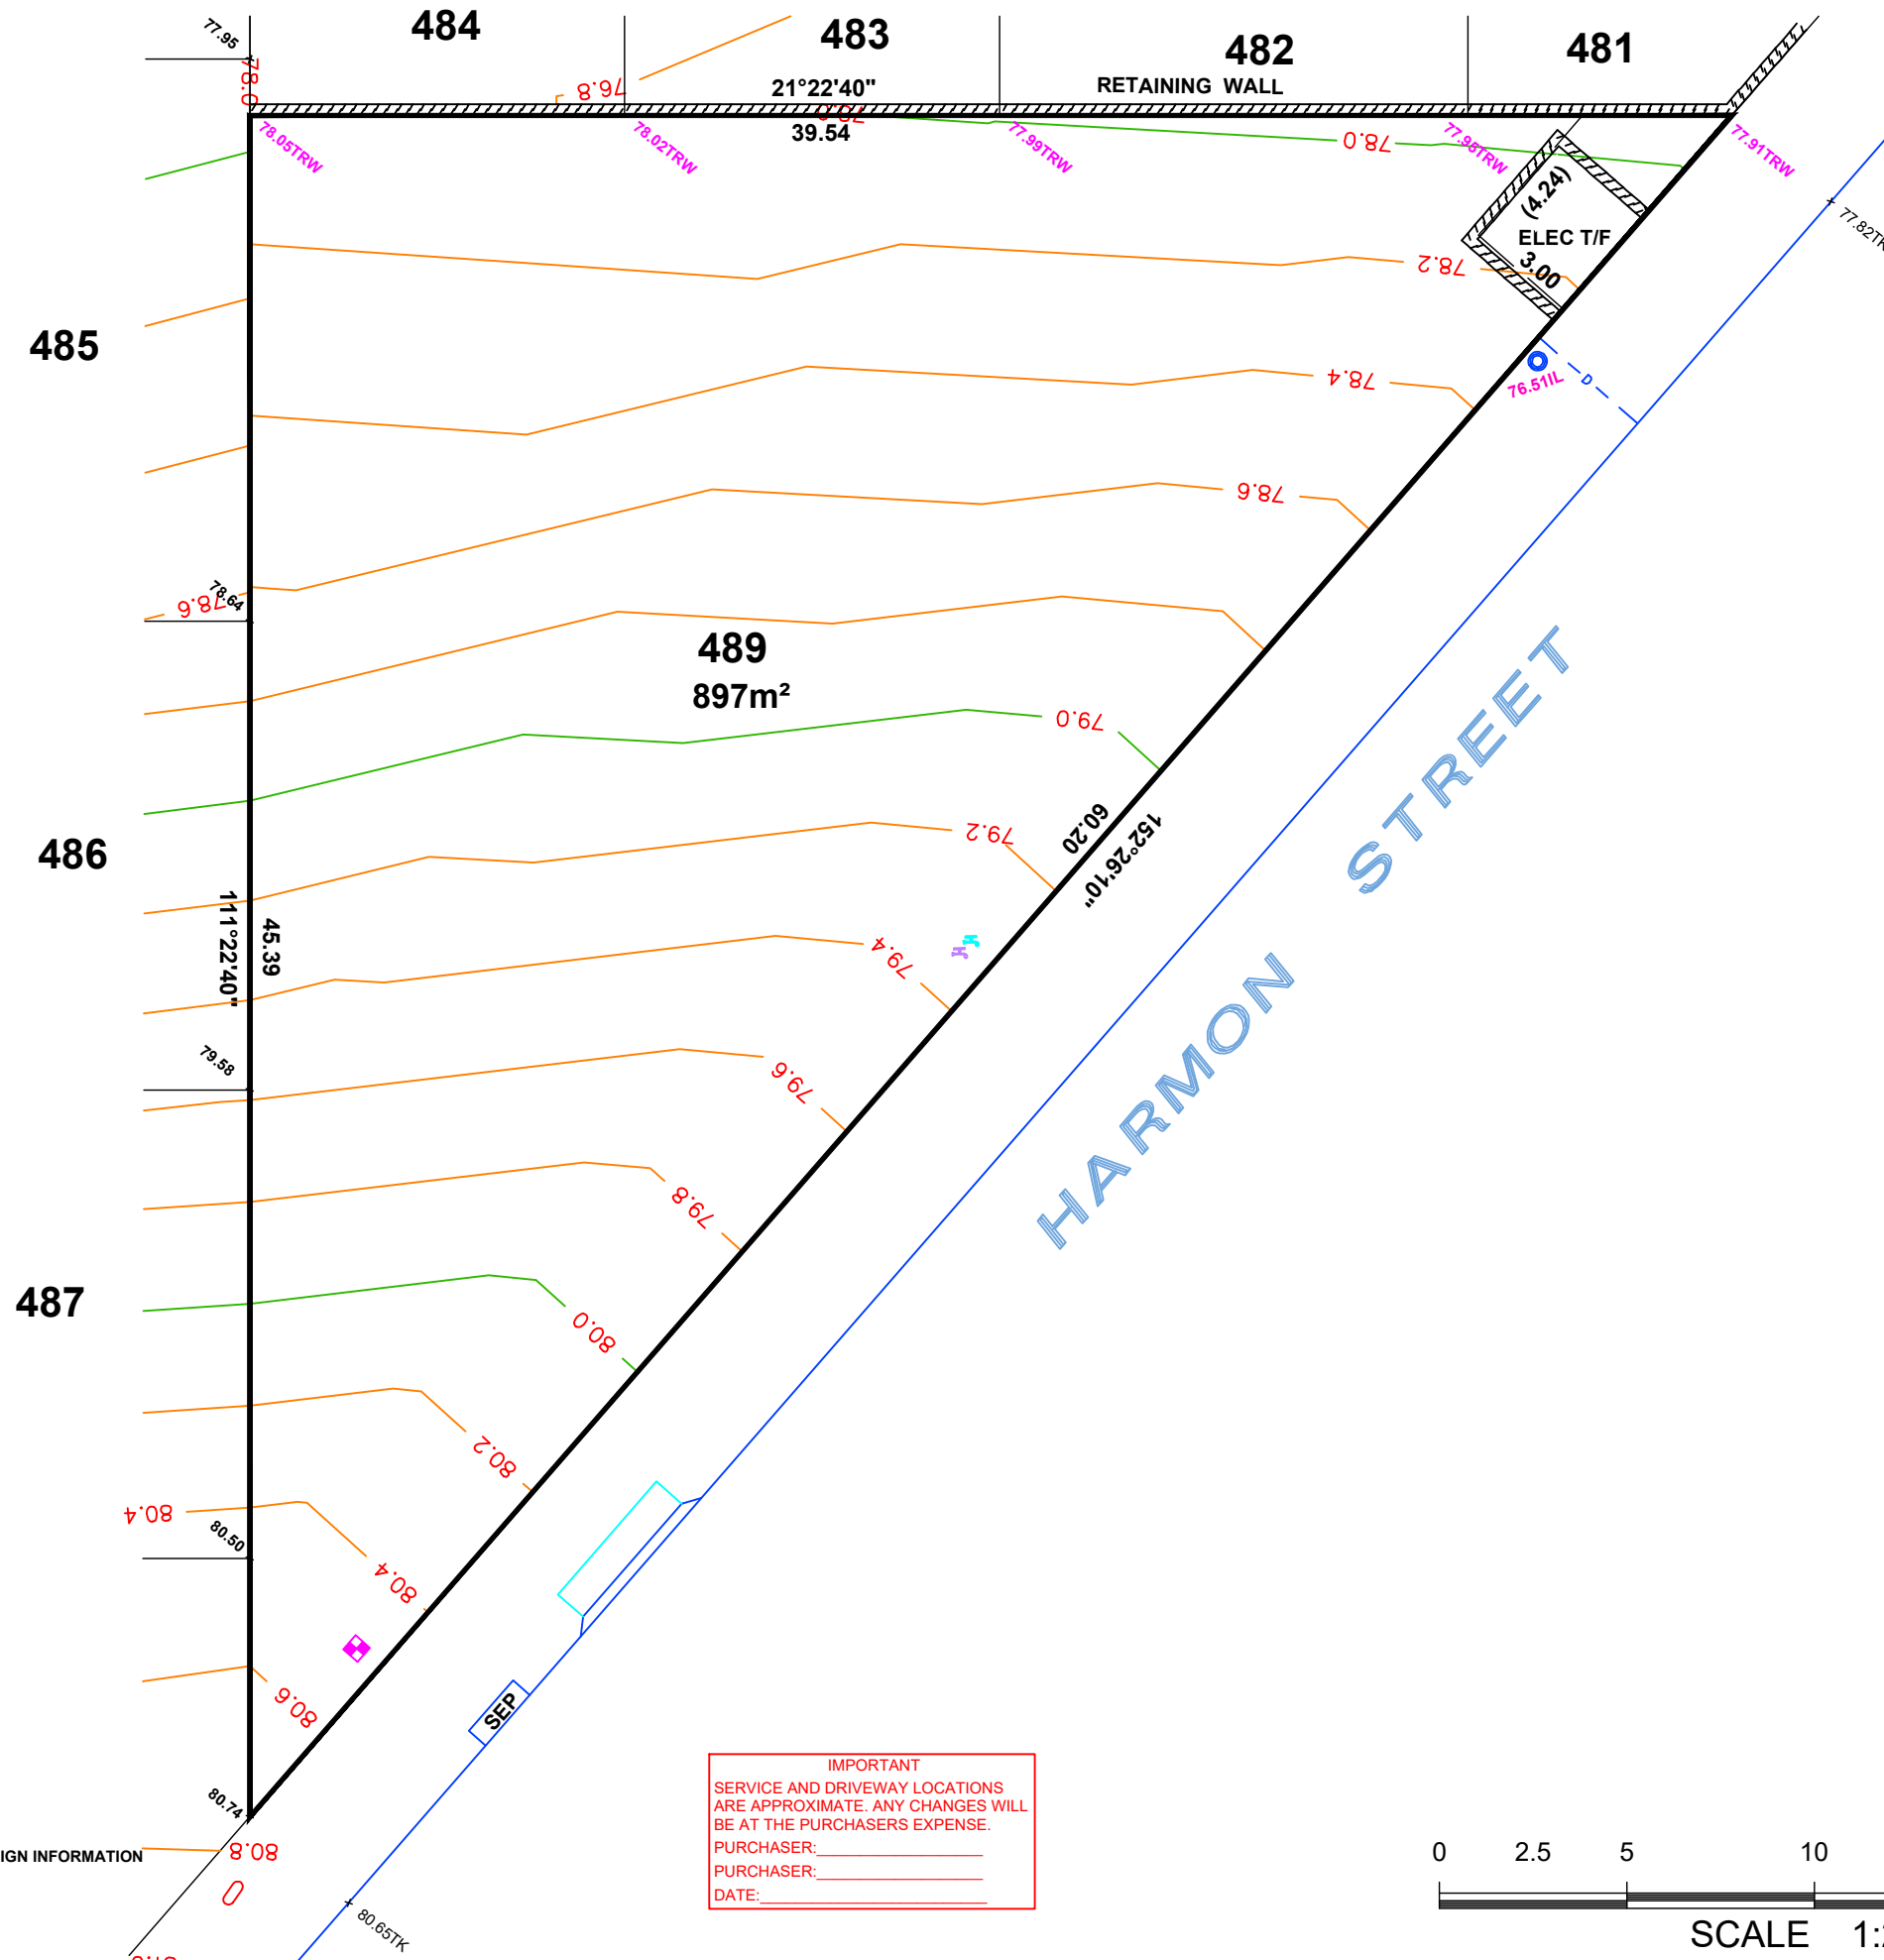 484
483
482
481
77.95
78.0
76.8
21°22'40"
RETAINING WALL
39.54
78.05TRW
78.02TRW
77.99TRW
77.91TRW
78.0
(4.24)
ELEC T/F
3.00
78.2
485
78.4
76.51IL
D
78.6
78.64
78.6
489
897m²
79.0
79.2
60.20
152°26'10"
STREET
486
45.39
111°22'40"
79.4
HARMON
79.58
79.6
79.8
487
80.0
80.2
80.4
80.50
80.4
80.6
SEP
80.74
80.8
IGN INFORMATION
80.65TK
IMPORTANT
SERVICE AND DRIVEWAY LOCATIONS
ARE APPROXIMATE. ANY CHANGES WILL
BE AT THE PURCHASERS EXPENSE.
PURCHASER:
PURCHASER:
DATE:
0 2.5 5 10
SCALE